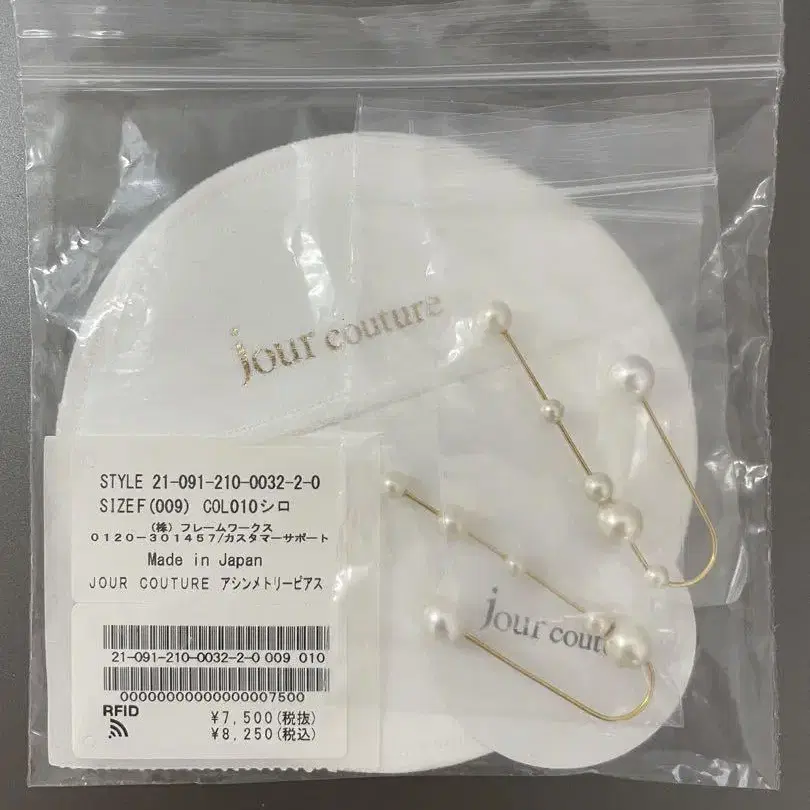 jour couture
STYLE 21-091-210-0032-2-0
SIZEF(009) COL010シロ
(株) フレームワークス
0120-301457/カスタマーサポート
Made in Japan
JOUR COUTURE アシンメトリーピアス
21-091-210-0032-2-0 009 010
00000000000000007500
RFID
¥7,500(税抜)
¥8,250(税込)
jour coutu